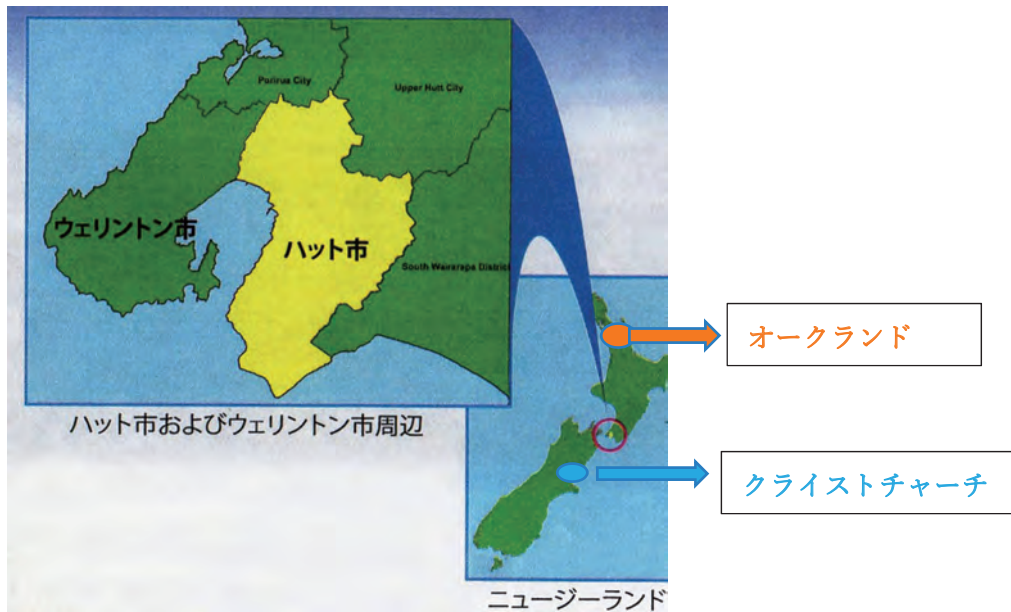 Porirua City
Upper Hutt City
ウェリントン市
ハット市
South Wairarapa District
ハット市およびウェリントン市周辺
オークランド
クライストチャーチ
ニュージーランド